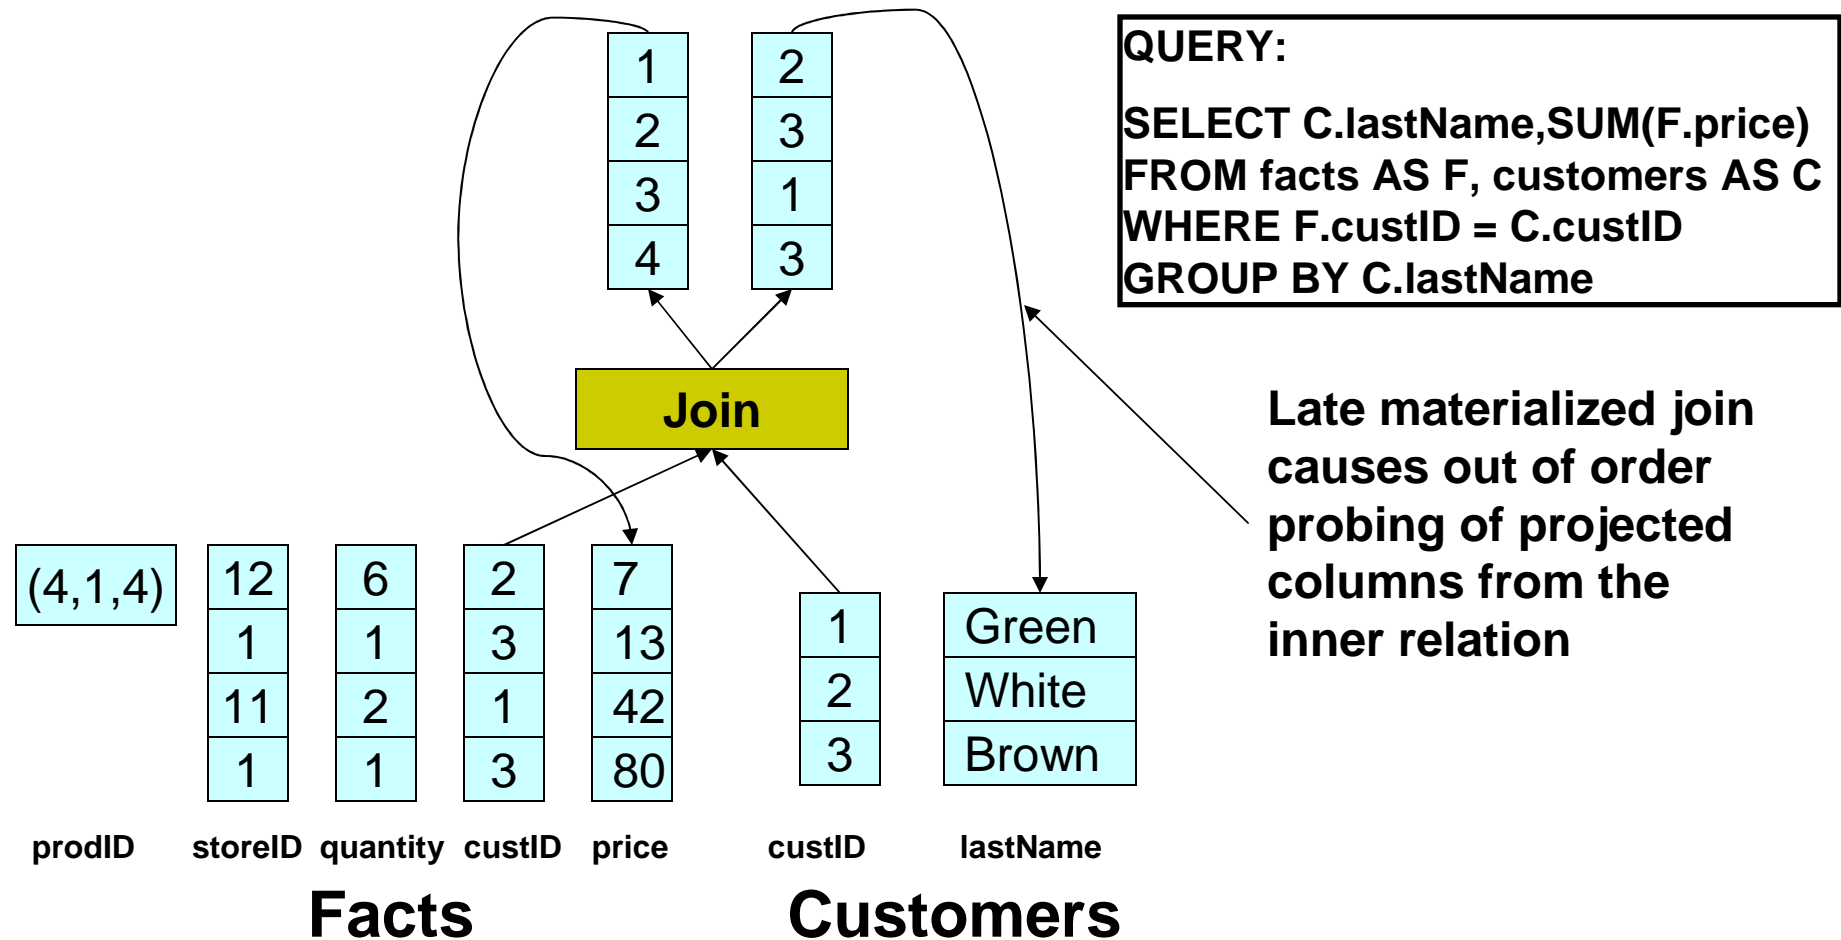 QUERY:
SELECT C.lastName,SUM(F.price)
FROM facts AS F, customers AS C
WHERE F.custID = C.custID
GROUP BY C.lastName
1
2
3
4
2
3
1
3
Join
Late materialized join
causes out of order
probing of projected
columns from the
inner relation
(4,1,4)
12
1
11
1
6
1
2
1
2
3
1
3
7
13
42
80
1
2
3
Green
White
Brown
prodID
storeID
quantity
custID
price
custID
lastName
Facts
Customers